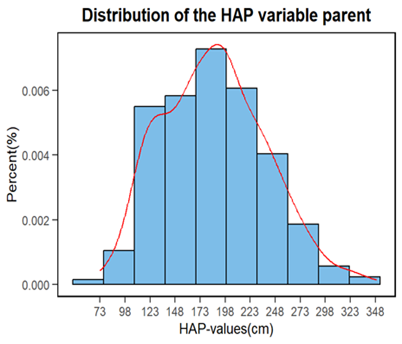 Distribution of the HAP variable parent
Percent(%)
0.006
0.004
0.002
0.000
73 98 123 148 173 198 223 248 273 298 323 348
HAP-values(cm)